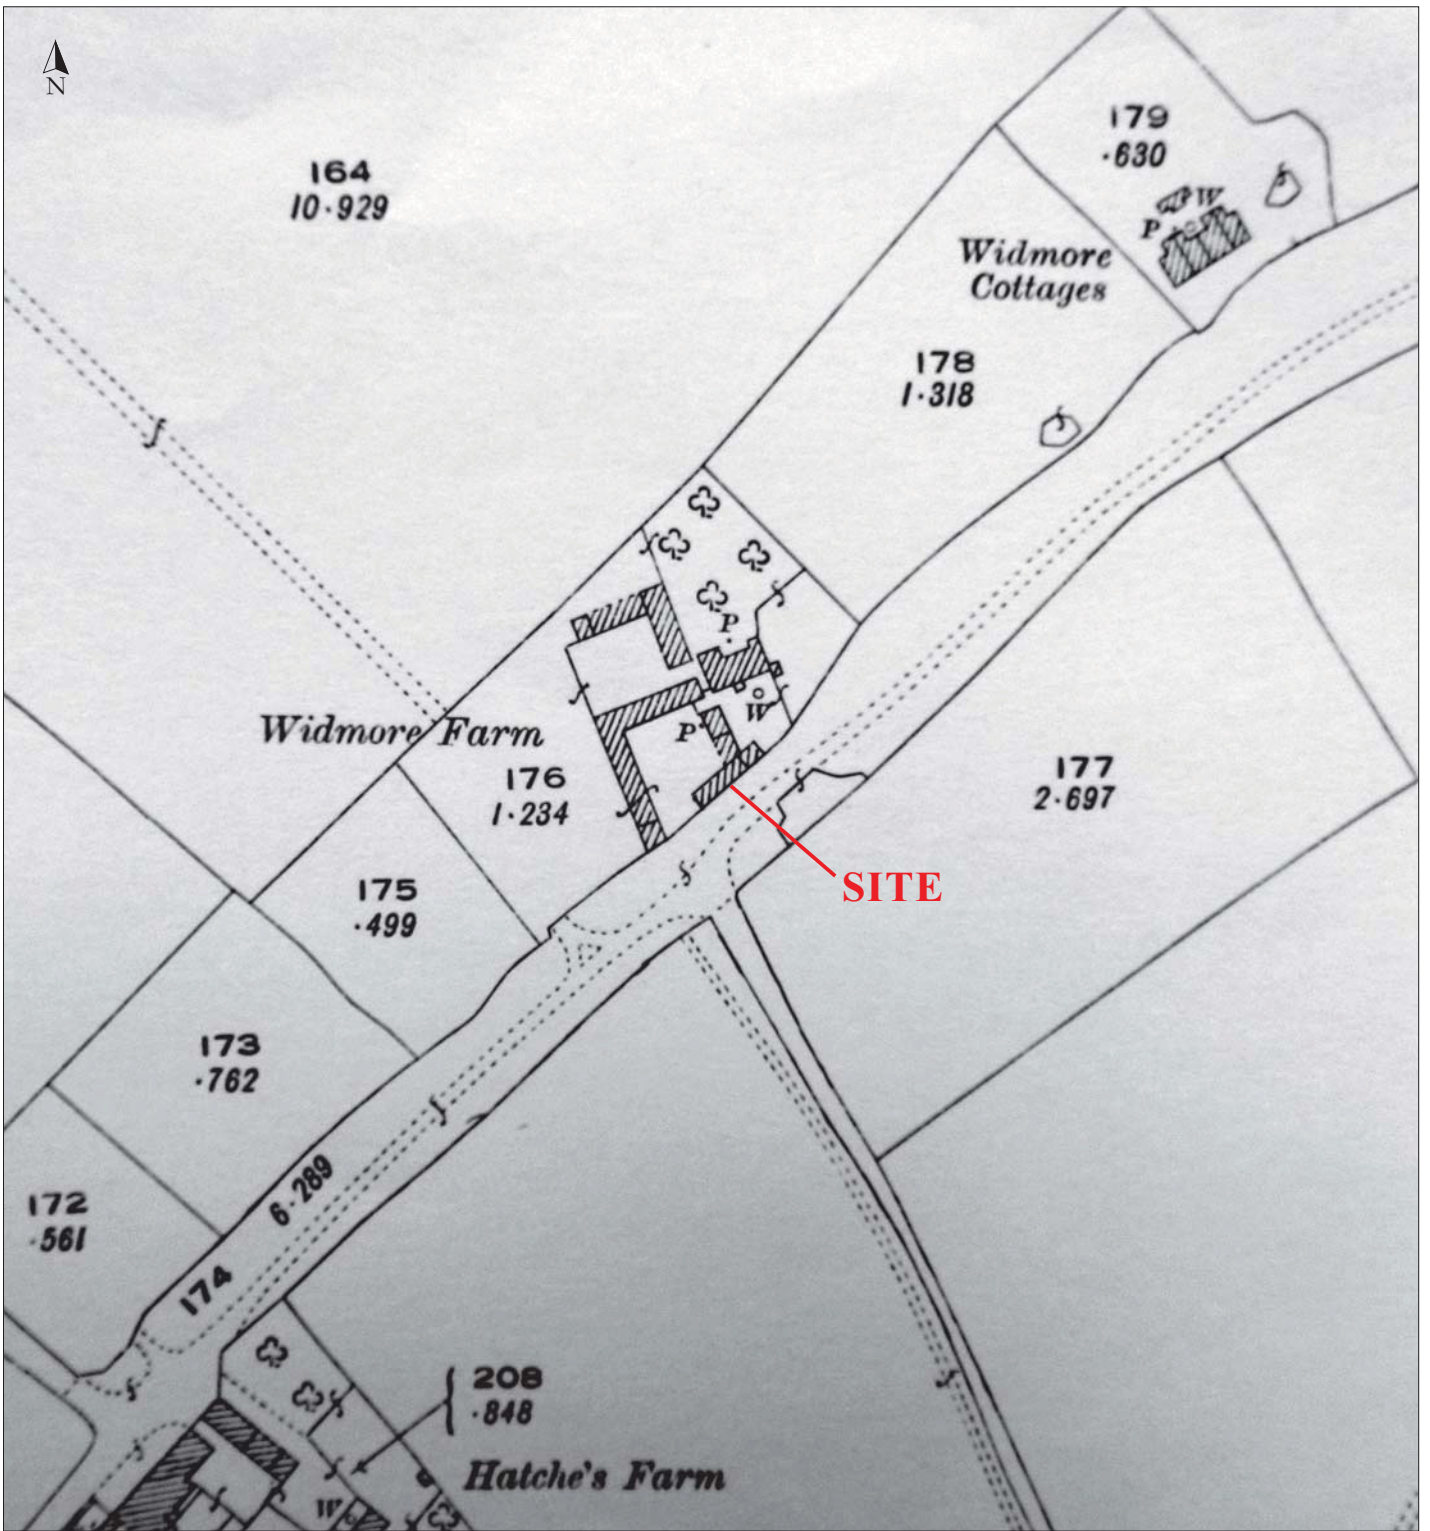 N
179
·630
164
10·929
W
P
Widmore
Cottages
178
1·318
f
P
W
Widmore Farm
P
176
1·234
177
2·697
SITE
175
·499
173
·762
6·289
172
·561
174
208
·848
Hatche's Farm
W